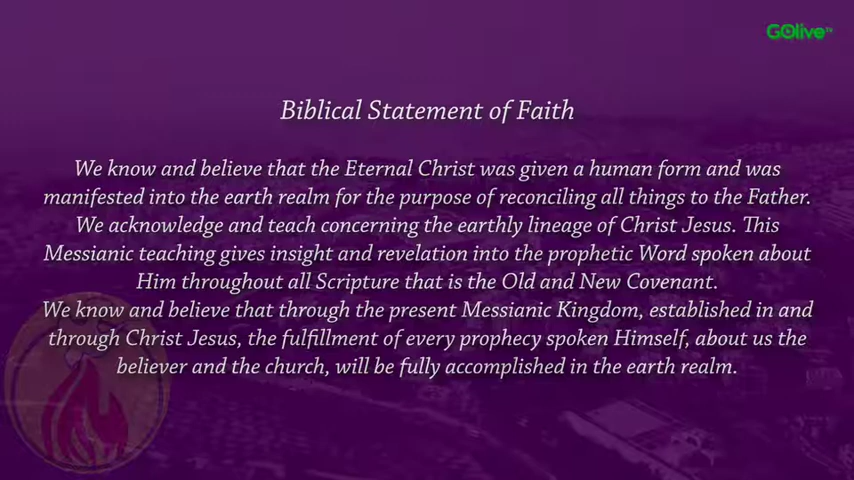 GOlive TV
Biblical Statement of Faith
We know and believe that the Eternal Christ was given a human form and was
manifested into the earth realm for the purpose of reconciling all things to the Father.
We acknowledge and teach concerning the earthly lineage of Christ Jesus. This
Messianic teaching gives insight and revelation into the prophetic Word spoken about
Him throughout all Scripture that is the Old and New Covenant.
We know and believe that through the present Messianic Kingdom, established in and
through Christ Jesus, the fulfillment of every prophecy spoken Himself, about us the
believer and the church, will be fully accomplished in the earth realm.